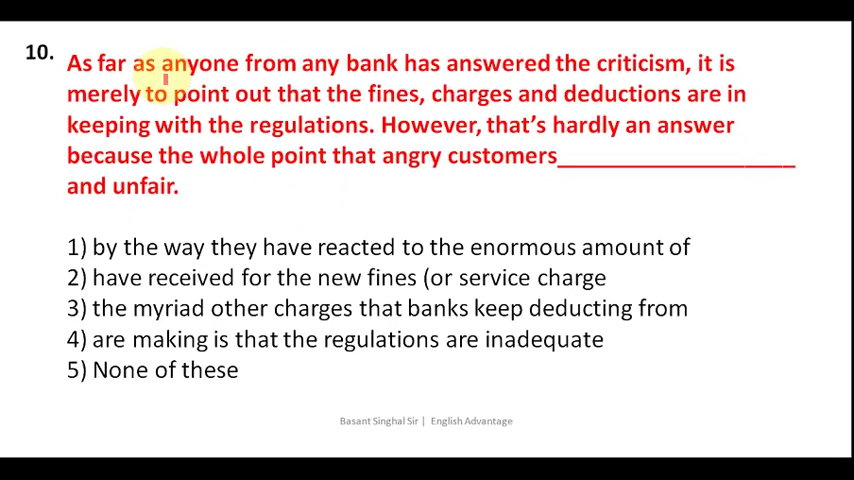 10.
As far as anyone from any bank has answered the criticism, it is
merely to point out that the fines, charges and deductions are in
keeping with the regulations. However, that’s hardly an answer
because the whole point that angry customers____________________
and unfair.
1) by the way they have reacted to the enormous amount of
2) have received for the new fines (or service charge
3) the myriad other charges that banks keep deducting from
4) are making is that the regulations are inadequate
5) None of these
Basant Singhal Sir | English Advantage